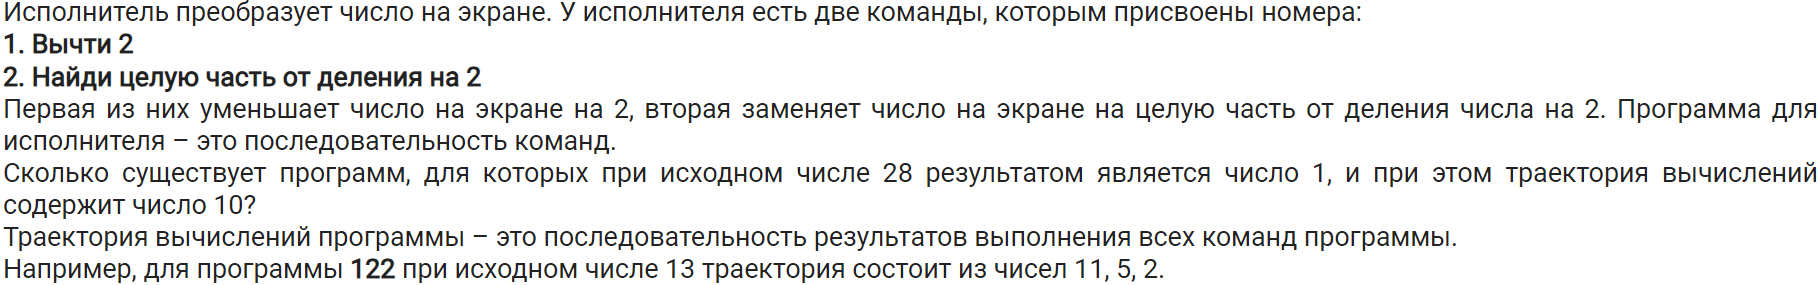 Исполнитель преобразует число на экране. У исполнителя есть две команды, которым присвоены номера:
1. Вычти 2
2. Найди целую часть от деления на 2
Первая из них уменьшает число на экране на 2, вторая заменяет число на экране на целую часть от деления числа на 2. Программа для
исполнителя – это последовательность команд.
Сколько существует программ, для которых при исходном числе 28 результатом является число 1, и при этом траектория вычислений
содержит число 10?
Траектория вычислений программы – это последовательность результатов выполнения всех команд программы.
Например, для программы 122 при исходном числе 13 траектория состоит из чисел 11, 5, 2.